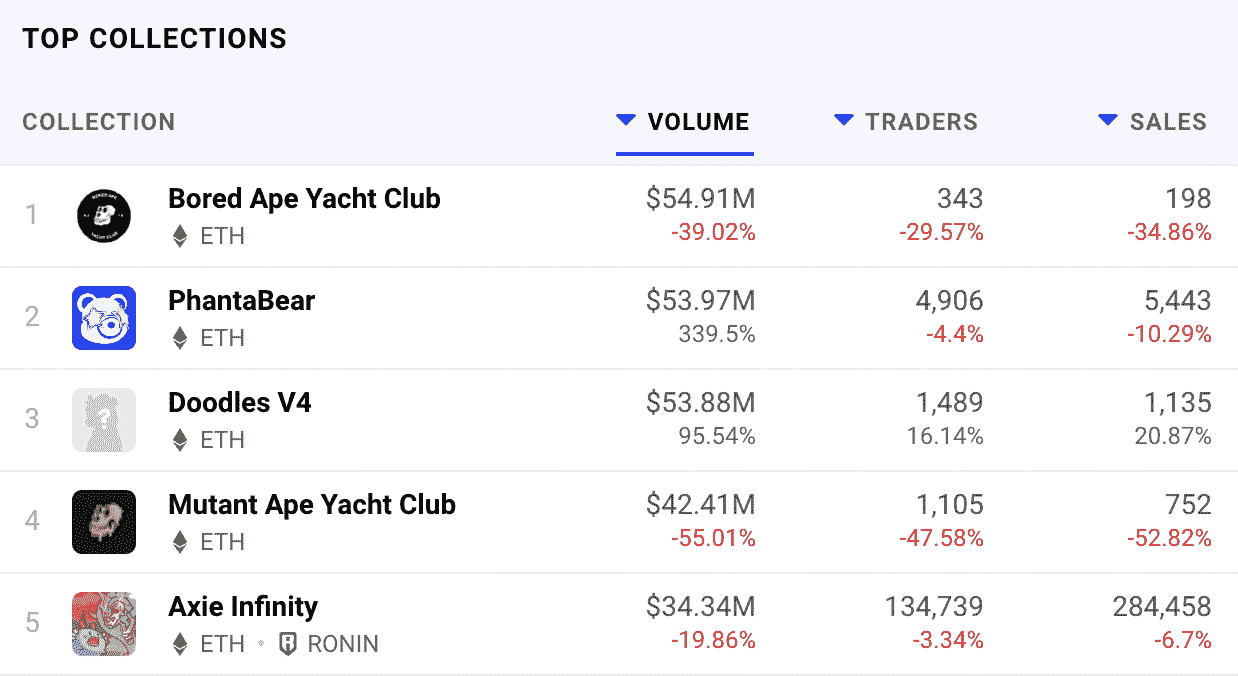 TOP COLLECTIONS
COLLECTION VOLUME TRADERS SALES
1 Bored Ape Yacht Club $54.91M 343 198
ETH -39.02% -29.57% -34.86%
2 PhantaBear $53.97M 4,906 5,443
ETH 339.5% -4.4% -10.29%
3 Doodles V4 $53.88M 1,489 1,135
ETH 95.54% 16.14% 20.87%
4 Mutant Ape Yacht Club $42.41M 1,105 752
ETH -55.01% -47.58% -52.82%
5 Axie Infinity $34.34M 134,739 284,458
ETH • RONIN -19.86% -3.34% -6.7%